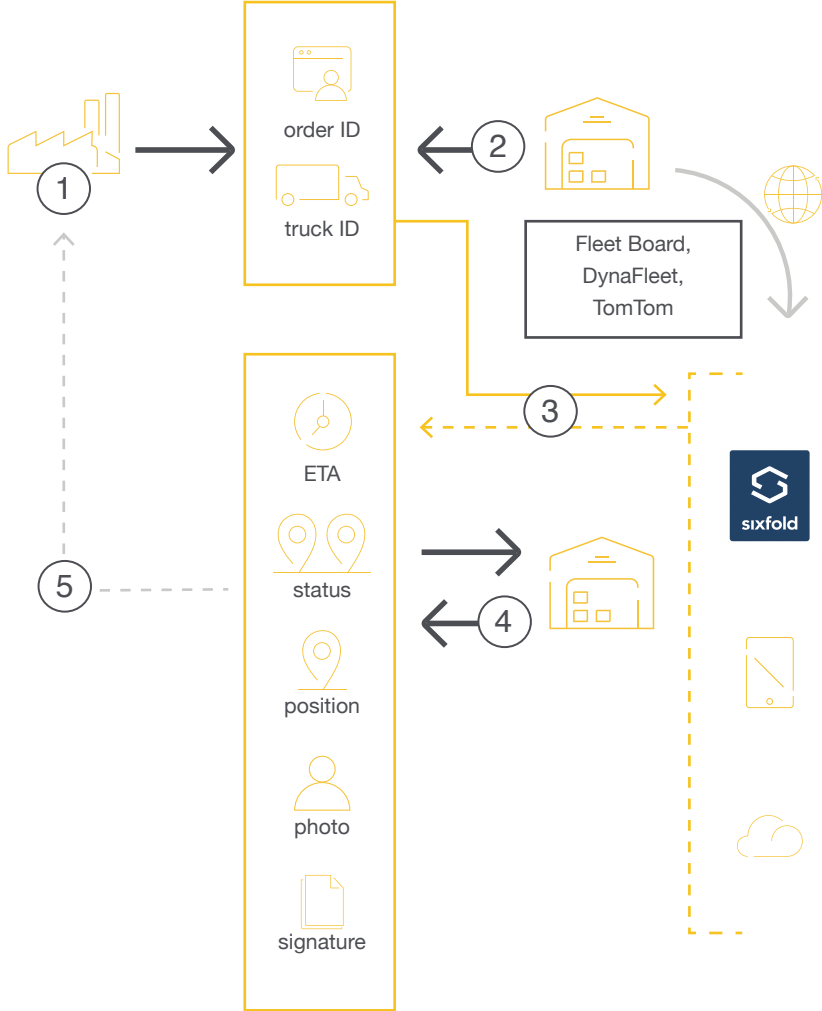 order ID
2
1
truck ID
Fleet Board,
DynaFleet,
TomTom
3
ETA
sixfold
5
status
4
position
photo
signature